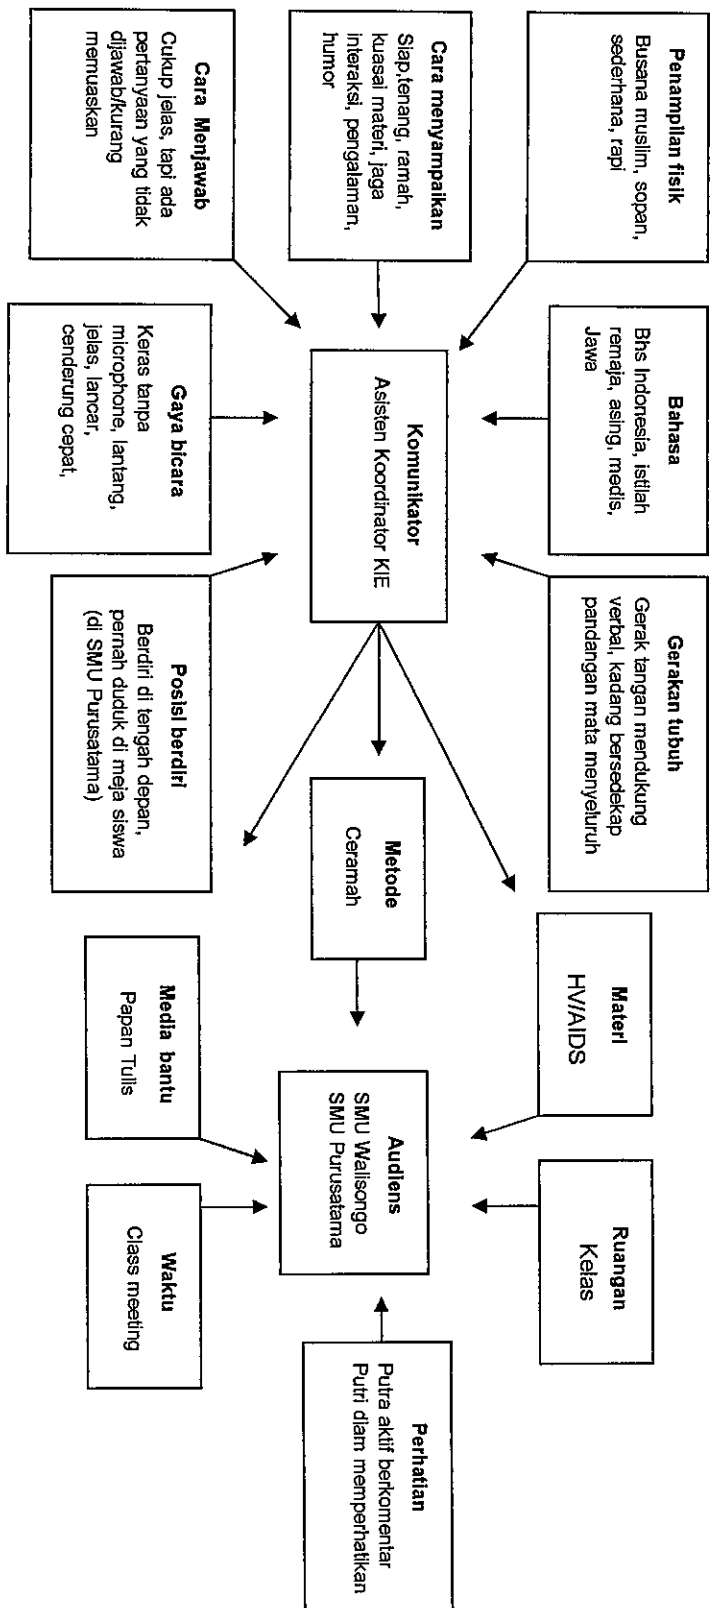 Penampilan fisik
Busana muslim, sopan,
sederhana, rapi
Cara menyampaikan
Siap,tenang, ramah,
kuasai materi, jaga
interaksi, pengalaman,
humor
Cara Menjawab
Cukup jelas, tapi ada
pertanyaan yang tidak
dijawab/kurang
memuaskan
Bahasa
Bhs Indonesia, istilah
remaja, asing, medis,
Jawa
Komunikator
Asisten Koordinator KIE
Gaya bicara
Keras tanpa
microphone, lantang,
jelas, lancar,
cenderung cepat,
Gerakan tubuh
Gerak tangan mendukung
verbal, kadang bersedekap
pandangan mata menyeluruh
Posisi berdiri
Berdiri di tengah depan,
pernah duduk di meja siswa
(di SMU Purusatama)
Metode
Ceramah
Materi
HV/AIDS
Media bantu
Papan Tulis
Audiens
SMU Walisongo
SMU Purusatama
Ruangan
Kelas
Waktu
Class meeting
Perhatian
Putra aktif berkomentar
Putri diam memperhatikan